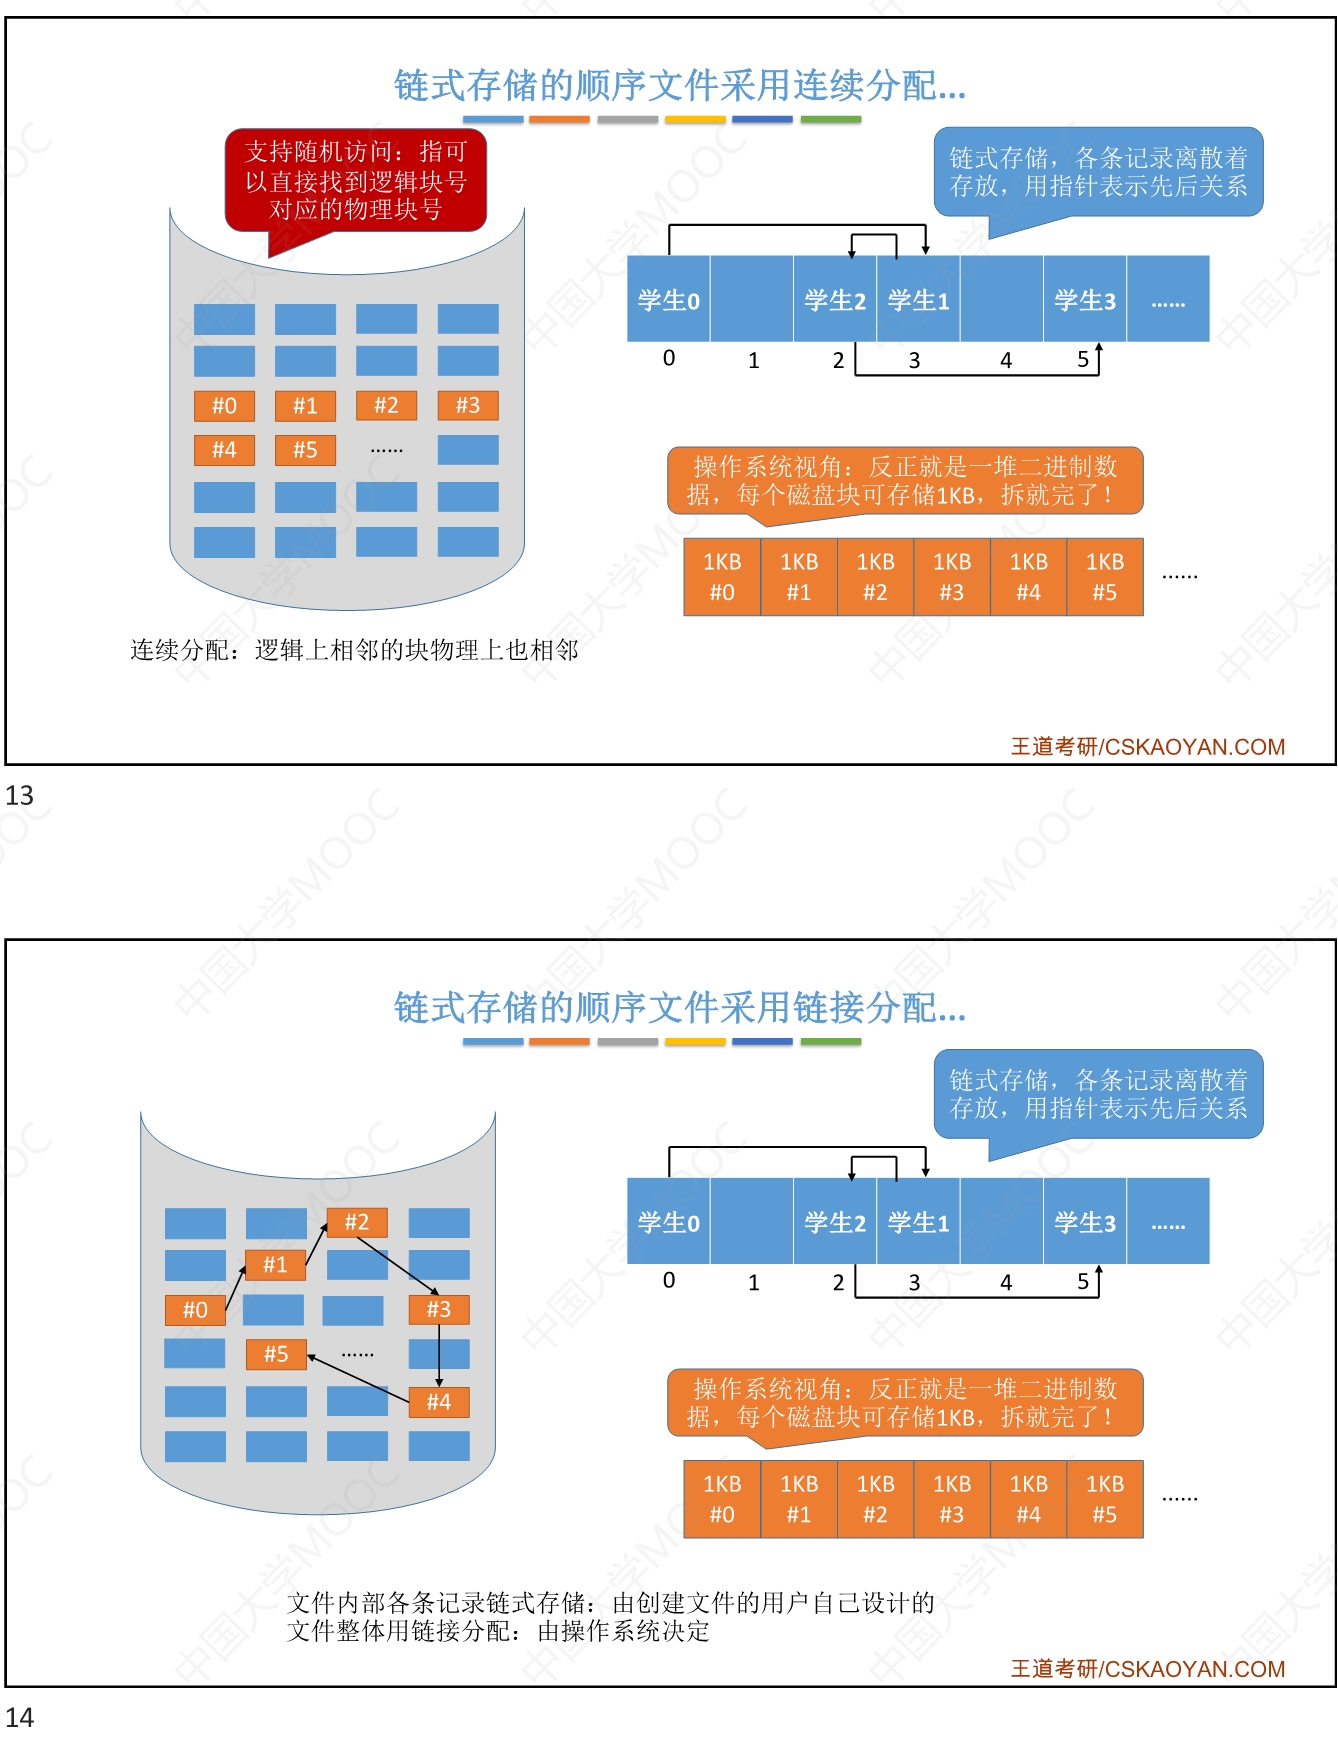 链式存储的顺序文件采用连续分配...
支持随机访问：指可
以直接找到逻辑块号
对应的物理块号
链式存储，各条记录离散着
存放，用指针表示先后关系
学生0 学生2 学生1 学生3 ......
0 1 2 3 4 5
#0 #1 #2 #3
#4 #5 ......
操作系统视角：反正就是一堆二进制数
据，每个磁盘块可存储1KB，拆就完了！
1KB 1KB 1KB 1KB 1KB 1KB
#0 #1 #2 #3 #4 #5 ......
连续分配：逻辑上相邻的块物理上也相邻
王道考研/CSKAOYAN.COM
13
链式存储的顺序文件采用链接分配...
链式存储，各条记录离散着
存放，用指针表示先后关系
学生0 学生2 学生1 学生3 ......
0 1 2 3 4 5
#2
#1
#0 #3
#5 ......
#4
操作系统视角：反正就是一堆二进制数
据，每个磁盘块可存储1KB，拆就完了！
1KB 1KB 1KB 1KB 1KB 1KB
#0 #1 #2 #3 #4 #5 ......
文件内部各条记录链式存储：由创建文件的用户自己设计的
文件整体用链接分配：由操作系统决定
王道考研/CSKAOYAN.COM
14
中国大学MOOC